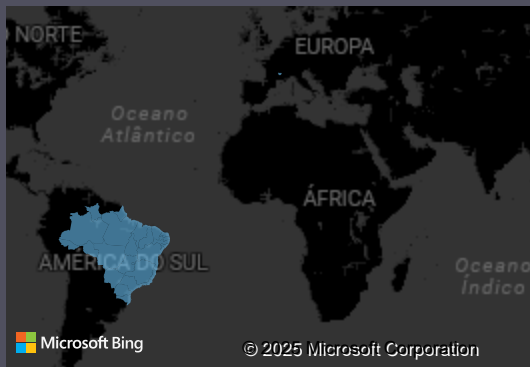 NORTE
EUROPA
Oceano
Atlântico
ÁFRICA
AMÉRICA DO SUL
Oceano
Índico
Microsoft Bing
© 2025 Microsoft Corporation